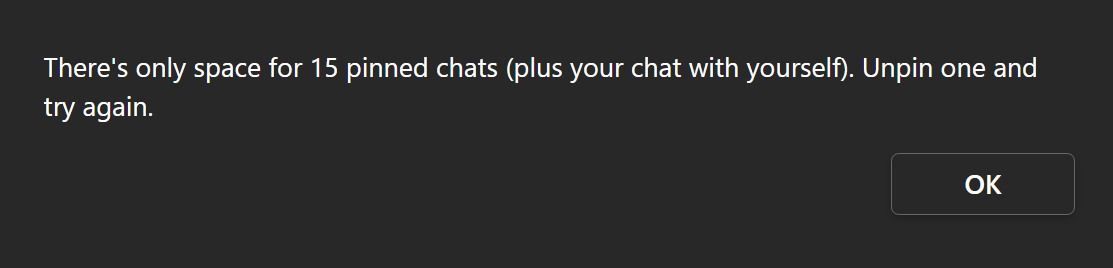 There's only space for 15 pinned chats (plus your chat with yourself). Unpin one and
try again.
OK